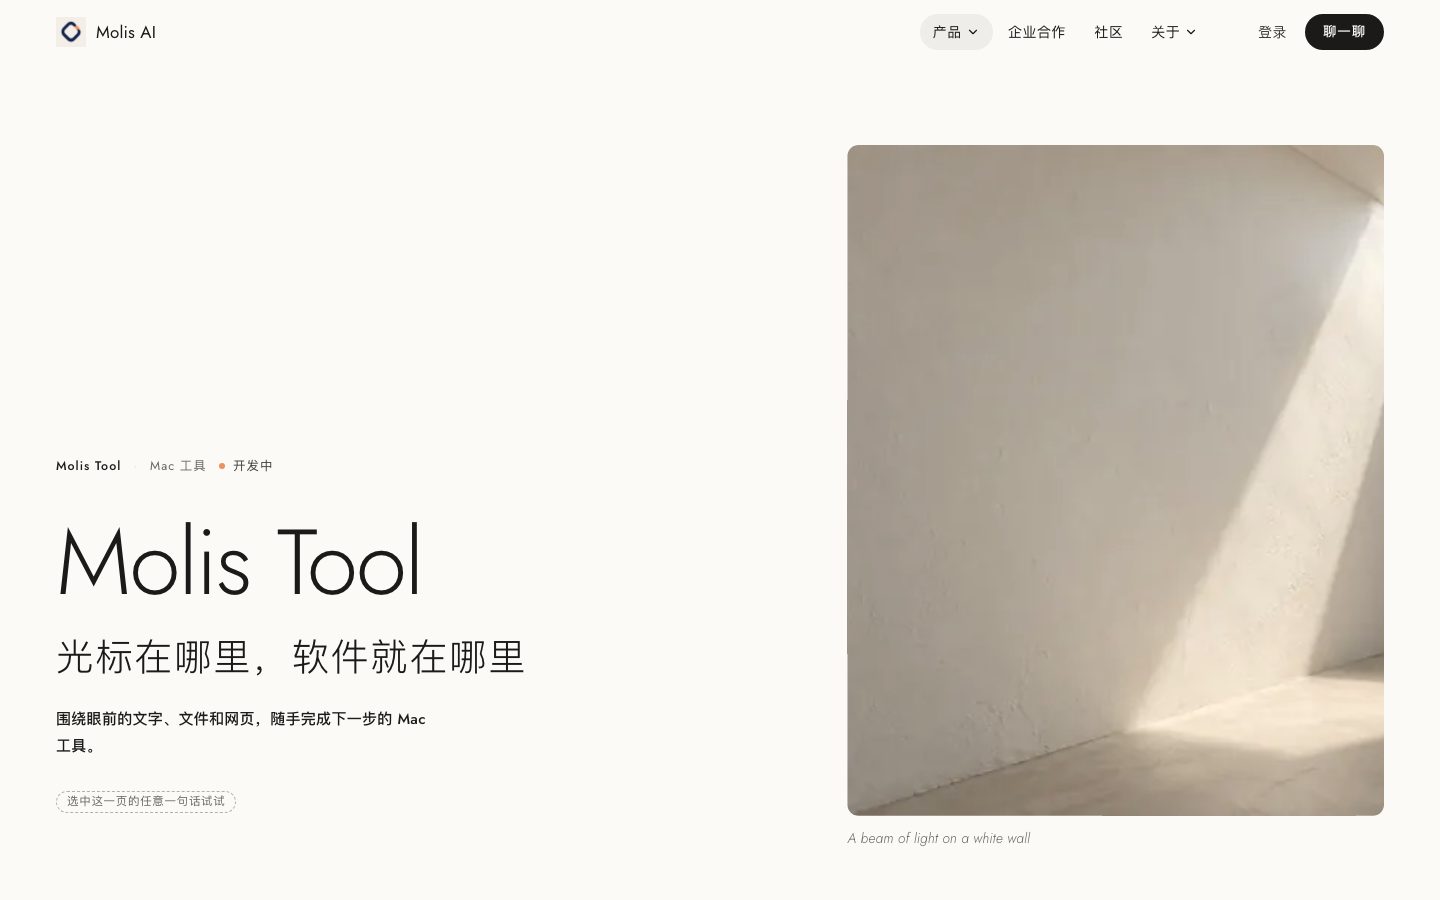 Molis AI
产品
企业合作
社区
关于
登录
聊一聊
Molis Tool · Mac 工具 开发中
Molis Tool
光标在哪里，软件就在哪里
围绕眼前的文字、文件和网页，随手完成下一步的 Mac
工具。
选中这一页的任意一句话试试
A beam of light on a white wall